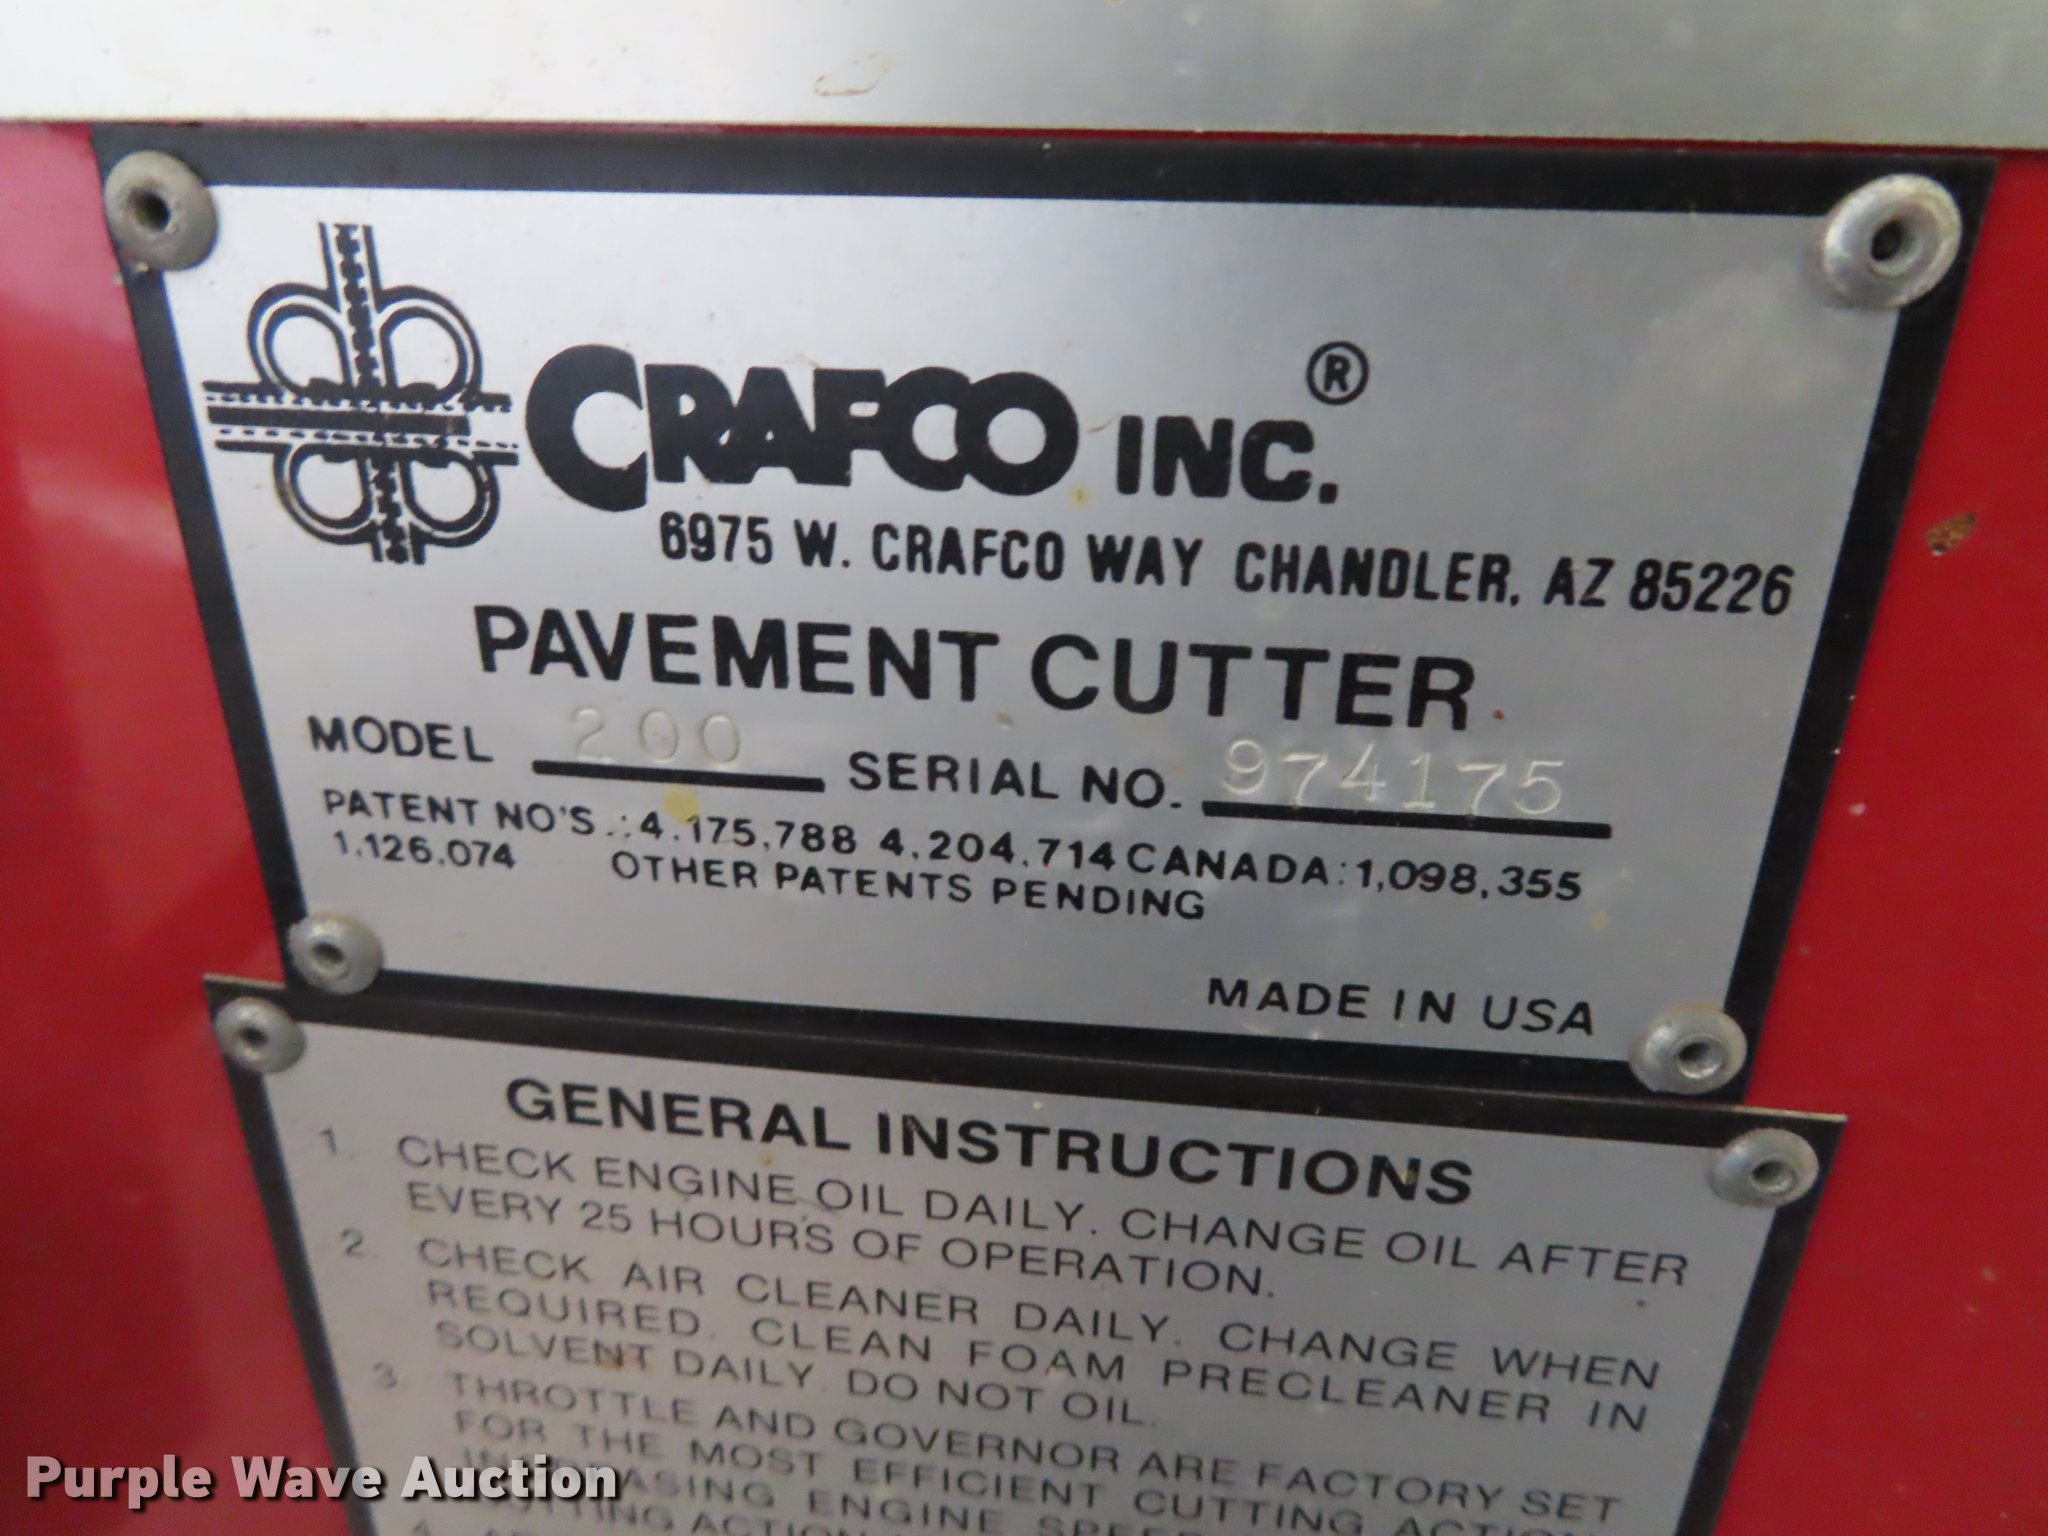 CRAFCO INC.®
6975 W. CRAFCO WAY CHANDLER, AZ 85226
PAVEMENT CUTTER
MODEL 200 SERIAL NO. 974175
PATENT NO'S.: 4,175,788 4,204,714 CANADA: 1,098,355
1,126,074 OTHER PATENTS PENDING
MADE IN USA
GENERAL INSTRUCTIONS
1. CHECK ENGINE OIL DAILY. CHANGE OIL AFTER
EVERY 25 HOURS OF OPERATION.
2. CHECK AIR CLEANER DAILY. CHANGE WHEN
REQUIRED. CLEAN FOAM PRECLEANER IN
SOLVENT DAILY. DO NOT OIL.
3. THROTTLE AND GOVERNOR ARE FACTORY SET
FOR THE MOST EFFICIENT CUTTING ACTION.
ENGINE
ACTION
4.
Purple Wave Auction